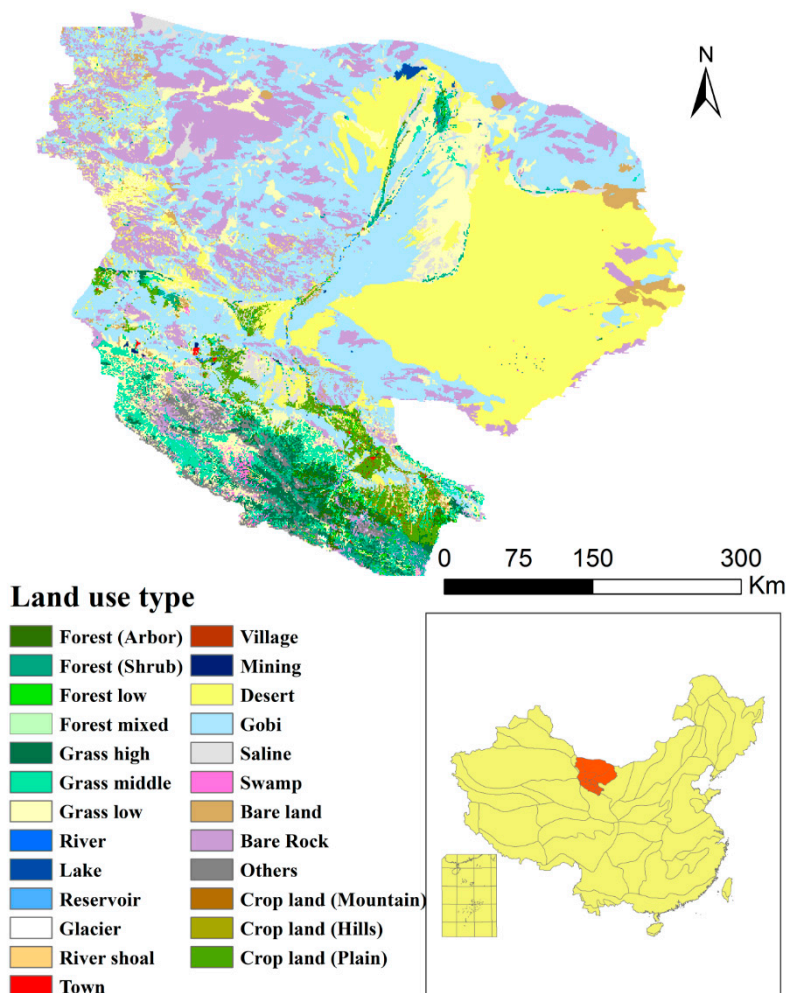 N
0 75 150 300
Km
Land use type
Forest (Arbor)
Forest (Shrub)
Forest low
Forest mixed
Grass high
Grass middle
Grass low
River
Lake
Reservoir
Glacier
River shoal
Town
Village
Mining
Desert
Gobi
Saline
Swamp
Bare land
Bare Rock
Others
Crop land (Mountain)
Crop land (Hills)
Crop land (Plain)